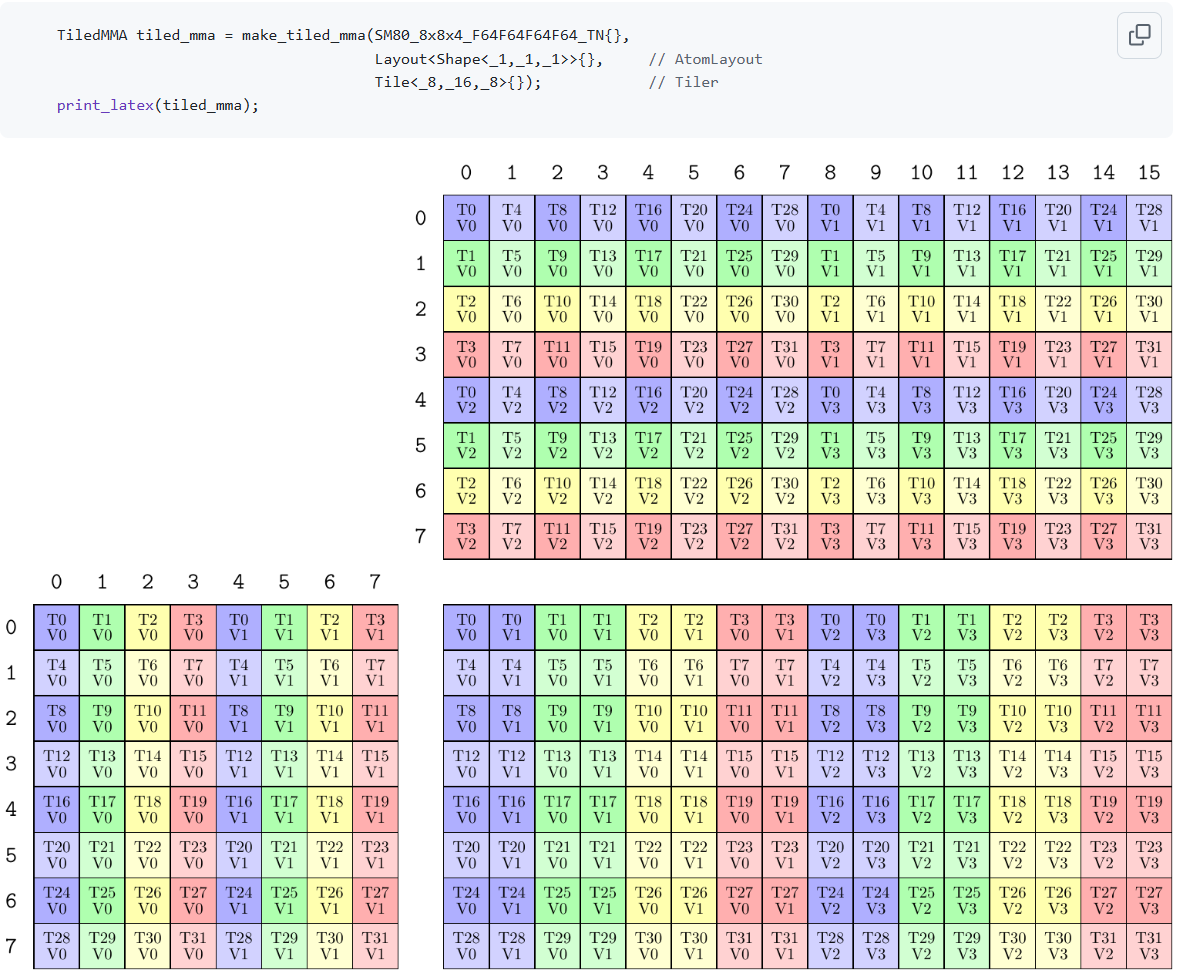 TiledMMA tiled_mma = make_tiled_mma(SM80_8x8x4_F64F64F64F64_TN{},
Layout<Shape<_1,_1,_1>>{}, // AtomLayout
Tile<_8,_16,_8>{}); // Tiler
print_latex(tiled_mma);
0 1 2 3 4 5 6 7 8 9 10 11 12 13 14 15
0 T0 T4 T8 T12 T16 T20 T24 T28 T0 T4 T8 T12 T16 T20 T24 T28
V0 V0 V0 V0 V0 V0 V0 V0 V1 V1 V1 V1 V1 V1 V1 V1
1 T1 T5 T9 T13 T17 T21 T25 T29 T1 T5 T9 T13 T17 T21 T25 T29
V0 V0 V0 V0 V0 V0 V0 V0 V1 V1 V1 V1 V1 V1 V1 V1
2 T2 T6 T10 T14 T18 T22 T26 T30 T2 T6 T10 T14 T18 T22 T26 T30
V0 V0 V0 V0 V0 V0 V0 V0 V1 V1 V1 V1 V1 V1 V1 V1
3 T3 T7 T11 T15 T19 T23 T27 T31 T3 T7 T11 T15 T19 T23 T27 T31
V0 V0 V0 V0 V0 V0 V0 V0 V1 V1 V1 V1 V1 V1 V1 V1
4 T0 T4 T8 T12 T16 T20 T24 T28 T0 T4 T8 T12 T16 T20 T24 T28
V2 V2 V2 V2 V2 V2 V2 V2 V3 V3 V3 V3 V3 V3 V3 V3
5 T1 T5 T9 T13 T17 T21 T25 T29 T1 T5 T9 T13 T17 T21 T25 T29
V2 V2 V2 V2 V2 V2 V2 V2 V3 V3 V3 V3 V3 V3 V3 V3
6 T2 T6 T10 T14 T18 T22 T26 T30 T2 T6 T10 T14 T18 T22 T26 T30
V2 V2 V2 V2 V2 V2 V2 V2 V3 V3 V3 V3 V3 V3 V3 V3
7 T3 T7 T11 T15 T19 T23 T27 T31 T3 T7 T11 T15 T19 T23 T27 T31
V2 V2 V2 V2 V2 V2 V2 V2 V3 V3 V3 V3 V3 V3 V3 V3
0 1 2 3 4 5 6 7
0 T0 T1 T2 T3 T0 T1 T2 T3 T0 T0 T1 T1 T2 T2 T3 T3 T0 T0 T1 T1 T2 T2 T3 T3
V0 V0 V0 V0 V1 V1 V1 V1 V0 V1 V0 V1 V0 V1 V0 V1 V2 V3 V2 V3 V2 V3 V2 V3
1 T4 T5 T6 T7 T4 T5 T6 T7 T4 T4 T5 T5 T6 T6 T7 T7 T4 T4 T5 T5 T6 T6 T7 T7
V0 V0 V0 V0 V1 V1 V1 V1 V0 V1 V0 V1 V0 V1 V0 V1 V2 V3 V2 V3 V2 V3 V2 V3
2 T8 T9 T10 T11 T8 T9 T10 T11 T8 T8 T9 T9 T10 T10 T11 T11 T8 T8 T9 T9 T10 T10 T11 T11
V0 V0 V0 V0 V1 V1 V1 V1 V0 V1 V0 V1 V0 V1 V0 V1 V2 V3 V2 V3 V2 V3 V2 V3
3 T12 T13 T14 T15 T12 T13 T14 T15 T12 T12 T13 T13 T14 T14 T15 T15 T12 T12 T13 T13 T14 T14 T15 T15
V0 V0 V0 V0 V1 V1 V1 V1 V0 V1 V0 V1 V0 V1 V0 V1 V2 V3 V2 V3 V2 V3 V2 V3
4 T16 T17 T18 T19 T16 T17 T18 T19 T16 T16 T17 T17 T18 T18 T19 T19 T16 T16 T17 T17 T18 T18 T19 T19
V0 V0 V0 V0 V1 V1 V1 V1 V0 V1 V0 V1 V0 V1 V0 V1 V2 V3 V2 V3 V2 V3 V2 V3
5 T20 T21 T22 T23 T20 T21 T22 T23 T20 T20 T21 T21 T22 T22 T23 T23 T20 T20 T21 T21 T22 T22 T23 T23
V0 V0 V0 V0 V1 V1 V1 V1 V0 V1 V0 V1 V0 V1 V0 V1 V2 V3 V2 V3 V2 V3 V2 V3
6 T24 T25 T26 T27 T24 T25 T26 T27 T24 T24 T25 T25 T26 T26 T27 T27 T24 T24 T25 T25 T26 T26 T27 T27
V0 V0 V0 V0 V1 V1 V1 V1 V0 V1 V0 V1 V0 V1 V0 V1 V2 V3 V2 V3 V2 V3 V2 V3
7 T28 T29 T30 T31 T28 T29 T30 T31 T28 T28 T29 T29 T30 T30 T31 T31 T28 T28 T29 T29 T30 T30 T31 T31
V0 V0 V0 V0 V1 V1 V1 V1 V0 V1 V0 V1 V0 V1 V0 V1 V2 V3 V2 V3 V2 V3 V2 V3